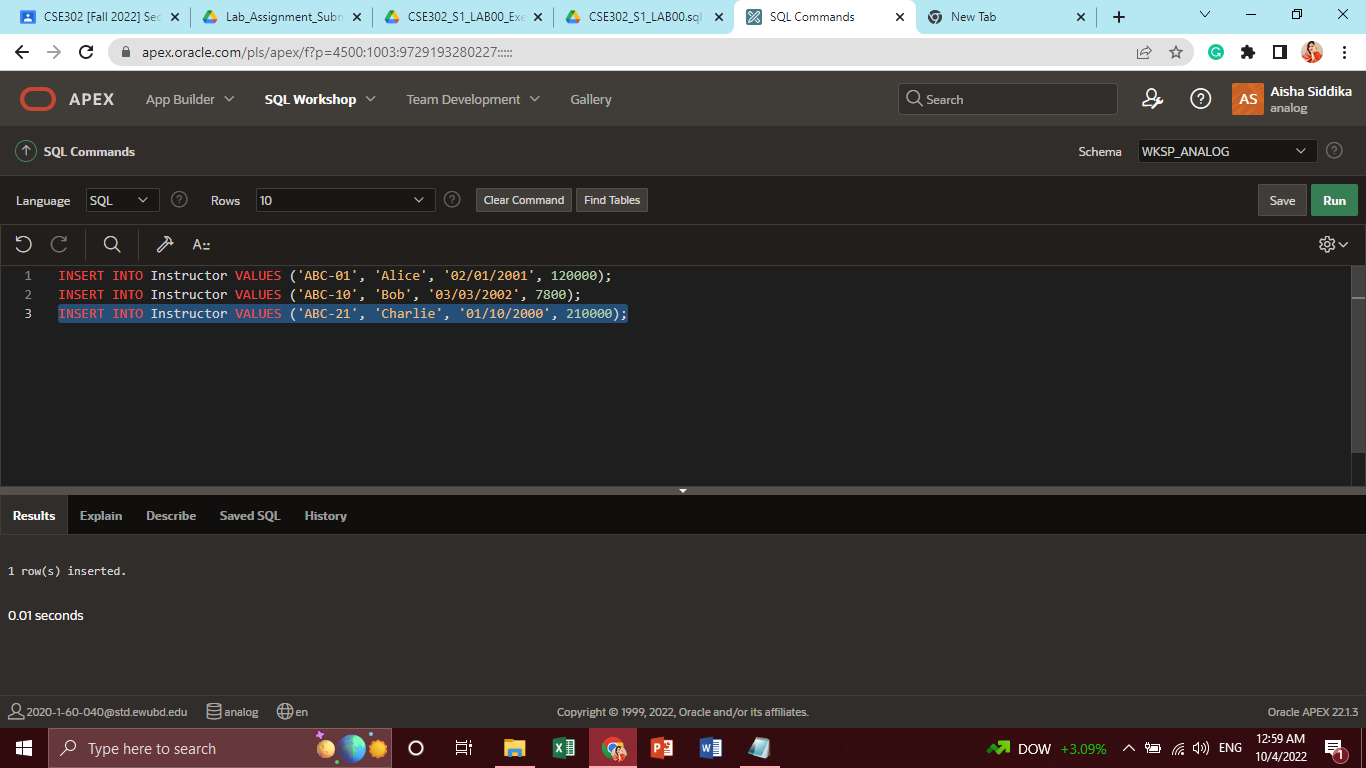 CSE302 [Fall 2022] Sec
Lab_Assignment_Subm
CSE302_S1_LAB00_Exe
CSE302_S1_LAB00.sql
SQL Commands
New Tab
apex.oracle.com/pls/apex/f?p=4500:1003:9729193280227:::::
APEX
App Builder
SQL Workshop
Team Development
Gallery
Search
AS
Aisha Siddika
analog
SQL Commands
Schema
WKSP_ANALOG
Language
SQL
Rows
10
Clear Command
Find Tables
Save
Run
A::
1 INSERT INTO Instructor VALUES ('ABC-01', 'Alice', '02/01/2001', 120000);
2 INSERT INTO Instructor VALUES ('ABC-10', 'Bob', '03/03/2002', 7800);
3 INSERT INTO Instructor VALUES ('ABC-21', 'Charlie', '01/10/2000', 210000);
Results
Explain
Describe
Saved SQL
History
1 row(s) inserted.
0.01 seconds
2020-1-60-040@std.ewubd.edu
analog
en
Copyright © 1999, 2022, Oracle and/or its affiliates.
Oracle APEX 22.1.3
Type here to search
DOW +3.09%
ENG
12:59 AM
10/4/2022
1